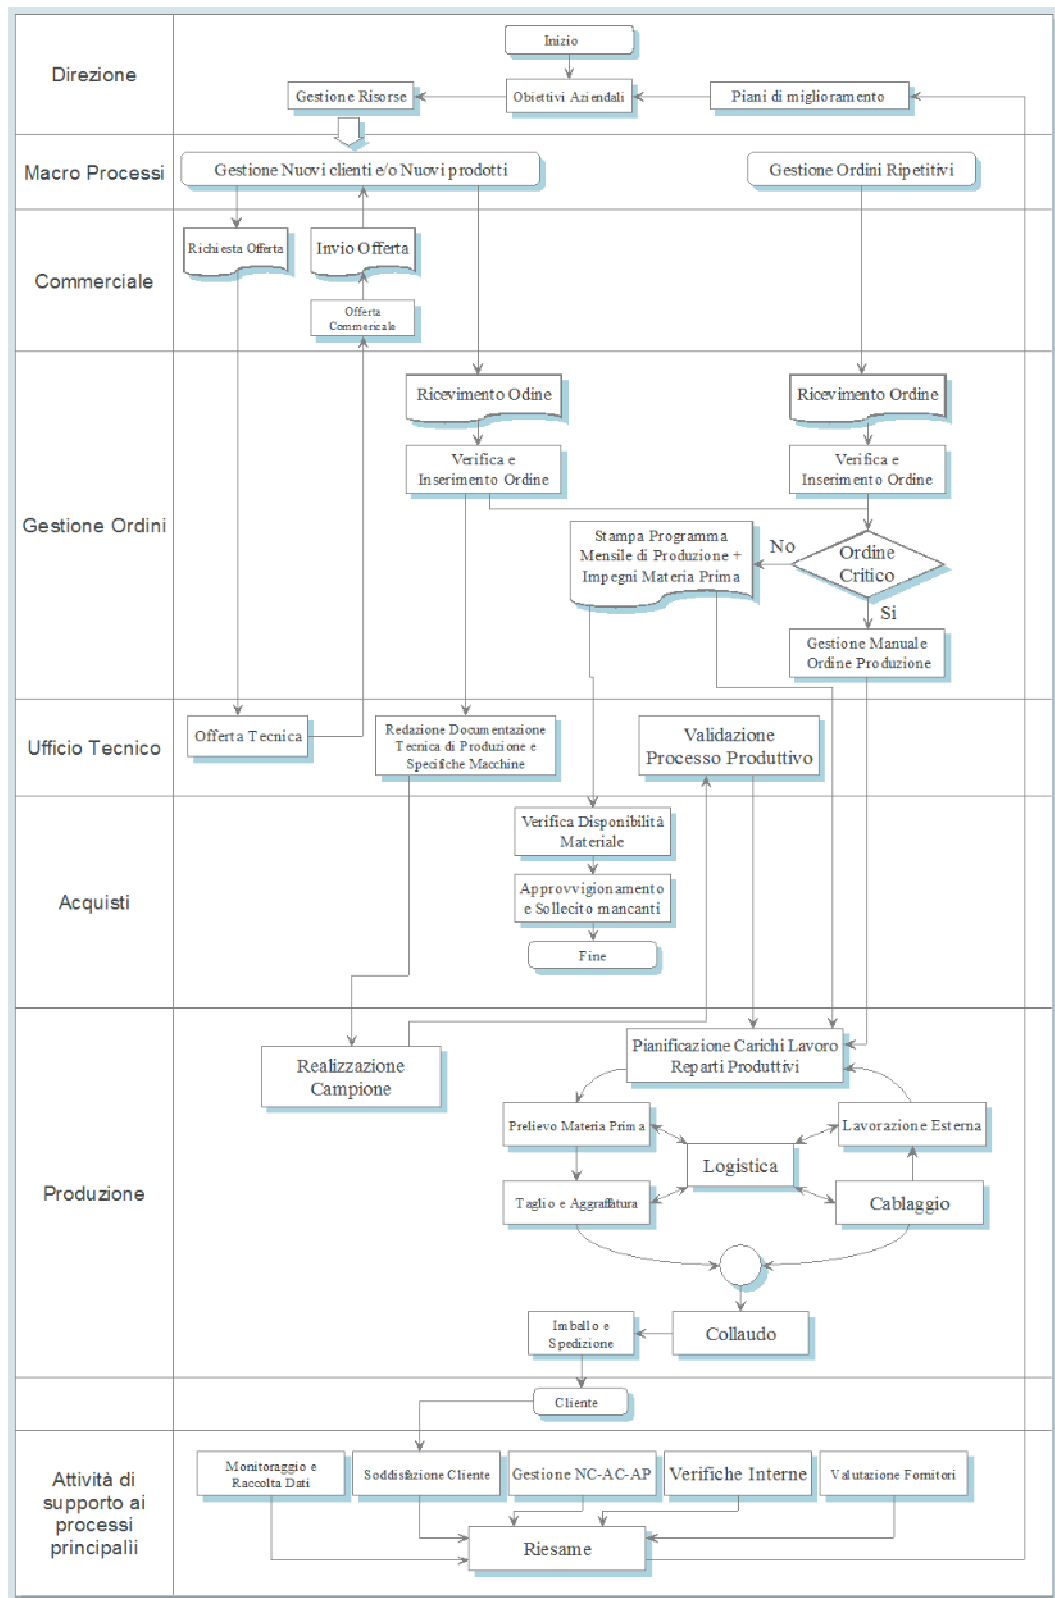 Direzione
Inizio
Gestione Risorse
Obiettivi Aziendali
Piani di miglioramento
Macro Processi
Gestione Nuovi clienti e/o Nuovi prodotti
Gestione Ordini Ripetitivi
Commerciale
Richiesta Offerta
Invio Offerta
Offerta
Commericale
Gestione Ordini
Ricevimento Odine
Ricevimento Ordine
Verifica e
Inserimento Ordine
Verifica e
Inserimento Ordine
Stampa Programma
Mensile di Produzione +
Impegni Materia Prima
No
Ordine
Critico
Si
Gestione Manuale
Ordine Produzione
Ufficio Tecnico
Offerta Tecnica
Redazione Documentazione
Tecnica di Produzione e
Specifiche Macchine
Validazione
Processo Produttivo
Acquisti
Verifica Disponibilità
Materiale
Approvvigionamento
e Sollecito mancanti
Fine
Produzione
Realizzazione
Campione
Pianificazione Carichi Lavoro
Reparti Produttivi
Prelievo Materia Prima
Lavorazione Esterna
Logistica
Taglio e Aggraffatura
Cablaggio
Collaudo
Imballo e
Spedizione
Cliente
Attività di
supporto ai
processi
principalii
Monitoraggio e
Raccolta Dati
Soddisfazione Cliente
Gestione NC-AC-AP
Verifiche Interne
Valutazione Fornitori
Riesame